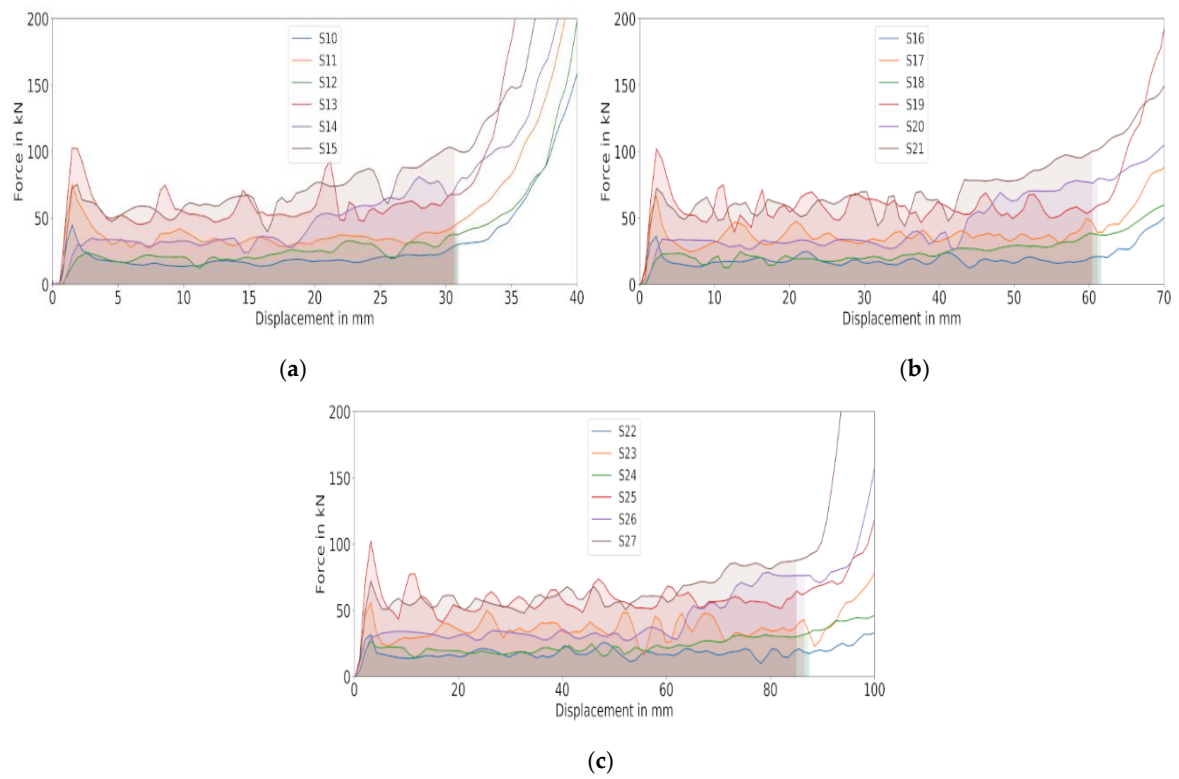 200
150
100
50
0
Force in kN
S10
S11
S12
S13
S14
S15
0 5 10 15 20 25 30 35 40
Displacement in mm
(a)
200
150
100
50
0
Force in kN
S16
S17
S18
S19
S20
S21
0 10 20 30 40 50 60 70
Displacement in mm
(b)
200
150
100
50
0
Force in kN
S22
S23
S24
S25
S26
S27
0 20 40 60 80 100
Displacement in mm
(c)